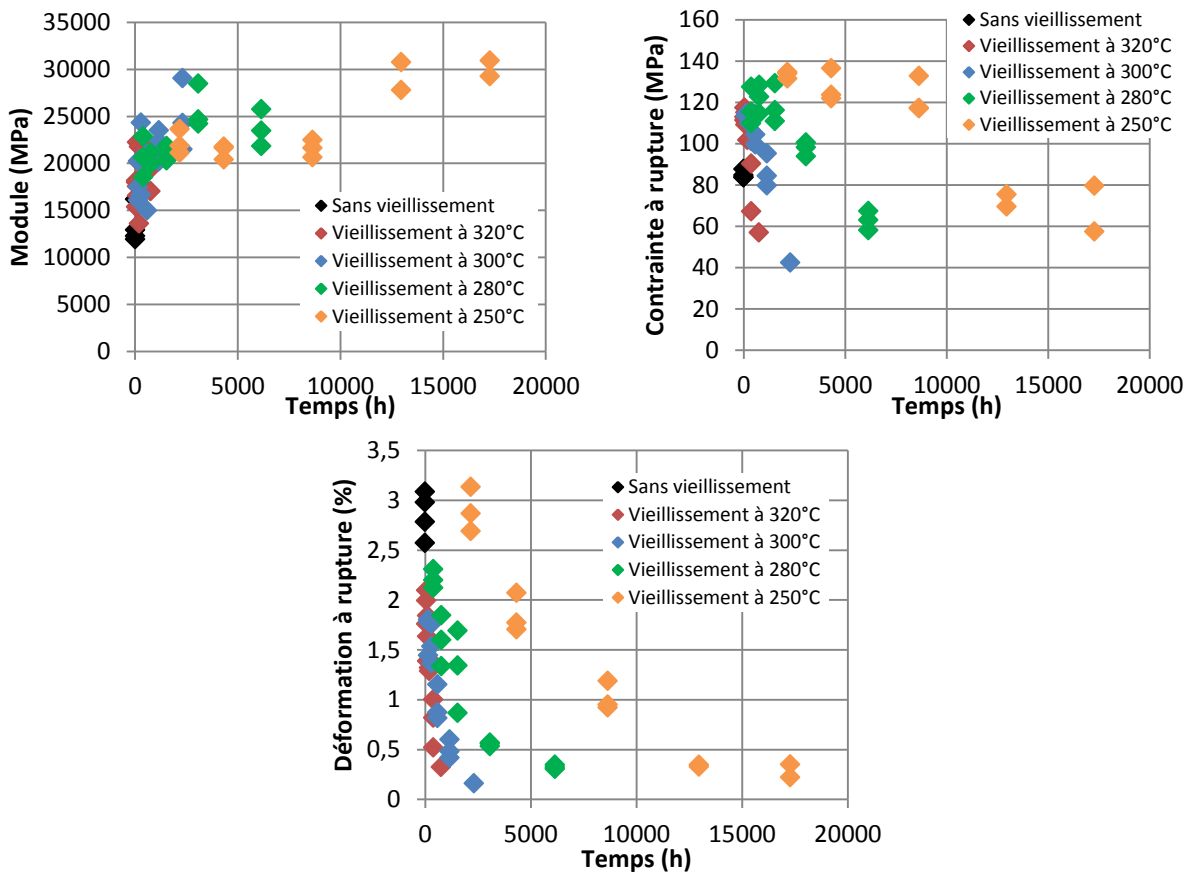 Module (MPa)
35000
30000
25000
20000
15000
10000
5000
0
Sans vieillissement
Vieillissement à 320°C
Vieillissement à 300°C
Vieillissement à 280°C
Vieillissement à 250°C
0 5000 10000 15000 20000
Temps (h)
Contrainte à rupture (MPa)
160
140
120
100
80
60
40
20
0
Sans vieillissement
Vieillissement à 320°C
Vieillissement à 300°C
Vieillissement à 280°C
Vieillissement à 250°C
0 5000 10000 15000 20000
Temps (h)
Déformation à rupture (%)
3,5
3
2,5
2
1,5
1
0,5
0
Sans vieillissement
Vieillissement à 320°C
Vieillissement à 300°C
Vieillissement à 280°C
Vieillissement à 250°C
0 5000 10000 15000 20000
Temps (h)